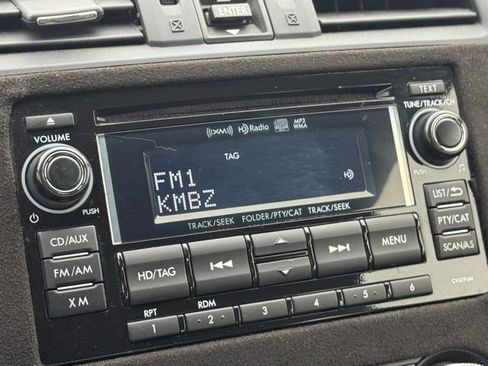 ENTER
TEXT
(XM) HD Radio MP3 WMA
VOLUME
TUNE/TRACK/CH
TAG
FM1
HD
KMBZ
PUSH
PUSH
TRACK/SEEK FOLDER/PTY/CAT TRACK/SEEK
LIST/
CD/AUX
PTY/CAT
HD/TAG
MENU
FM/AM
SCAN/AS
XM
RPT RDM
1 2 3 4 5 6